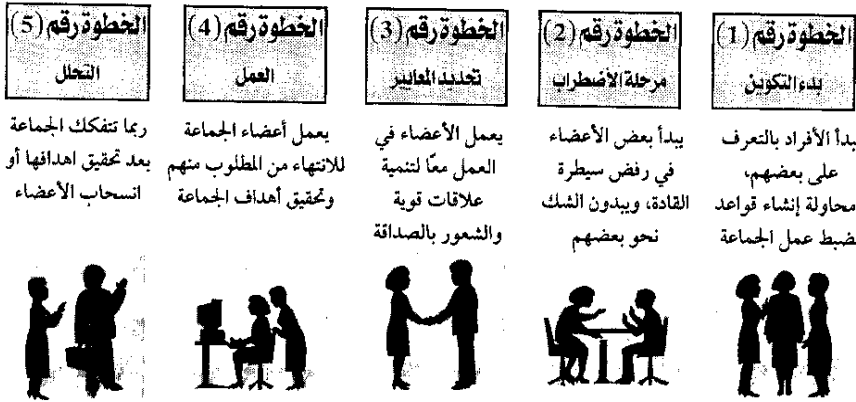 الخطوة رقم (1)
بدء التكوين
يبدأ الأفراد بالتعرف
على بعضهم،
محاولة إنشاء قواعد
ضبط عمل الجماعة
الخطوة رقم (2)
مرحلة الأضطراب
يبدأ بعض الأعضاء
في رفض سيطرة
القادة، ويبدون الشك
نحو بعضهم
الخطوة رقم (3)
تحديد المعايير
يعمل الأعضاء في
العمل معًا لتنمية
علاقات قوية
والشعور بالصداقة
الخطوة رقم (4)
العمل
يعمل أعضاء الجماعة
للانتهاء من المطلوب منهم
وتحقيق أهداف الجماعة
الخطوة رقم (5)
التحلل
ربما تتفكك الجماعة
بعد تحقيق اهدافها أو
انسحاب الأعضاء